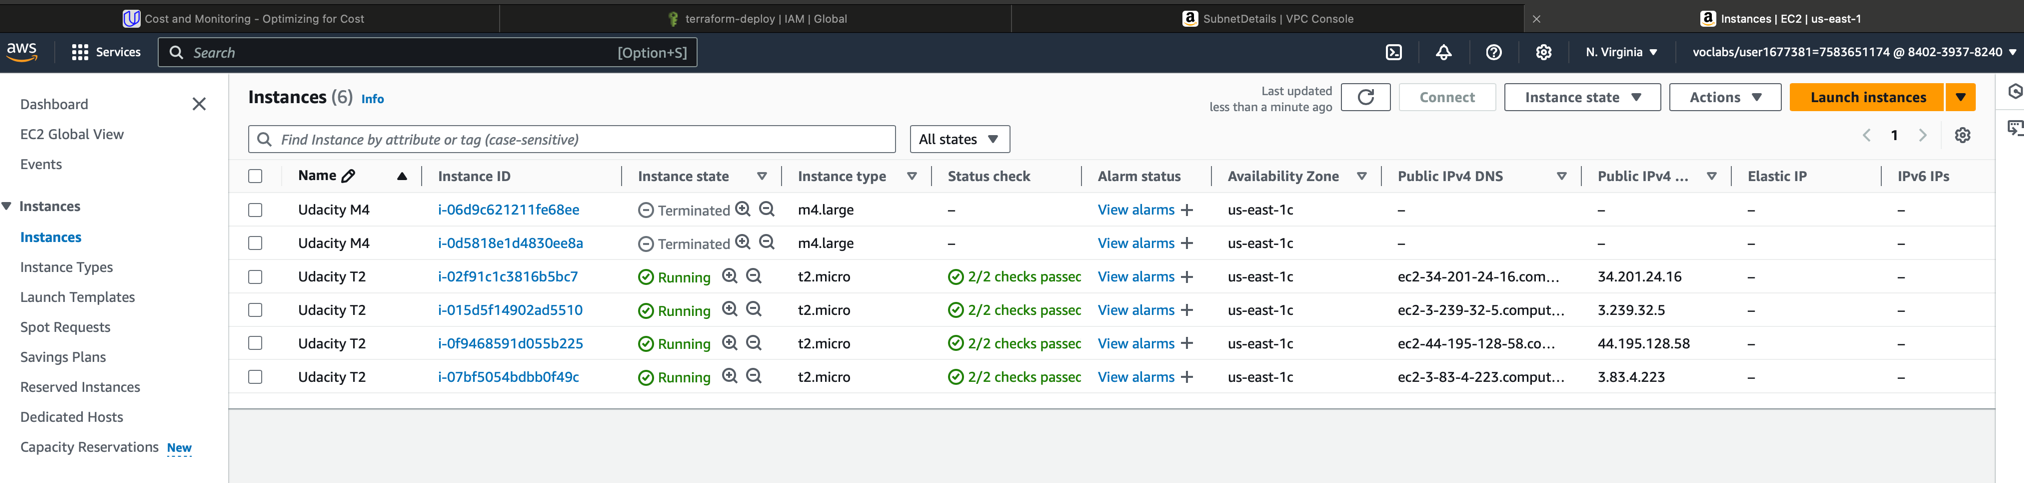 Cost and Monitoring - Optimizing for Cost
terraform-deploy | IAM | Global
SubnetDetails | VPC Console
Instances | EC2 | us-east-1
aws Services Search [Option+S] N. Virginia voclabs/user1677381=7583651174 @ 8402-3937-8240
Dashboard
EC2 Global View
Events
Instances
Instances
Instance Types
Launch Templates
Spot Requests
Savings Plans
Reserved Instances
Dedicated Hosts
Capacity Reservations New
Instances (6) Info
Last updated
less than a minute ago
Connect Instance state Actions Launch instances
Find Instance by attribute or tag (case-sensitive) All states 1
Name Instance ID Instance state Instance type Status check Alarm status Availability Zone Public IPv4 DNS Public IPv4 ... Elastic IP IPv6 IPs
Udacity M4 i-06d9c621211fe68ee Terminated m4.large – View alarms + us-east-1c – – – –
Udacity M4 i-0d5818e1d4830ee8a Terminated m4.large – View alarms + us-east-1c – – – –
Udacity T2 i-02f91c1c3816b5bc7 Running t2.micro 2/2 checks passec View alarms + us-east-1c ec2-34-201-24-16.com... 34.201.24.16 – –
Udacity T2 i-015d5f14902ad5510 Running t2.micro 2/2 checks passec View alarms + us-east-1c ec2-3-239-32-5.comput... 3.239.32.5 – –
Udacity T2 i-0f9468591d055b225 Running t2.micro 2/2 checks passec View alarms + us-east-1c ec2-44-195-128-58.co... 44.195.128.58 – –
Udacity T2 i-07bf5054bdbb0f49c Running t2.micro 2/2 checks passec View alarms + us-east-1c ec2-3-83-4-223.comput... 3.83.4.223 – –